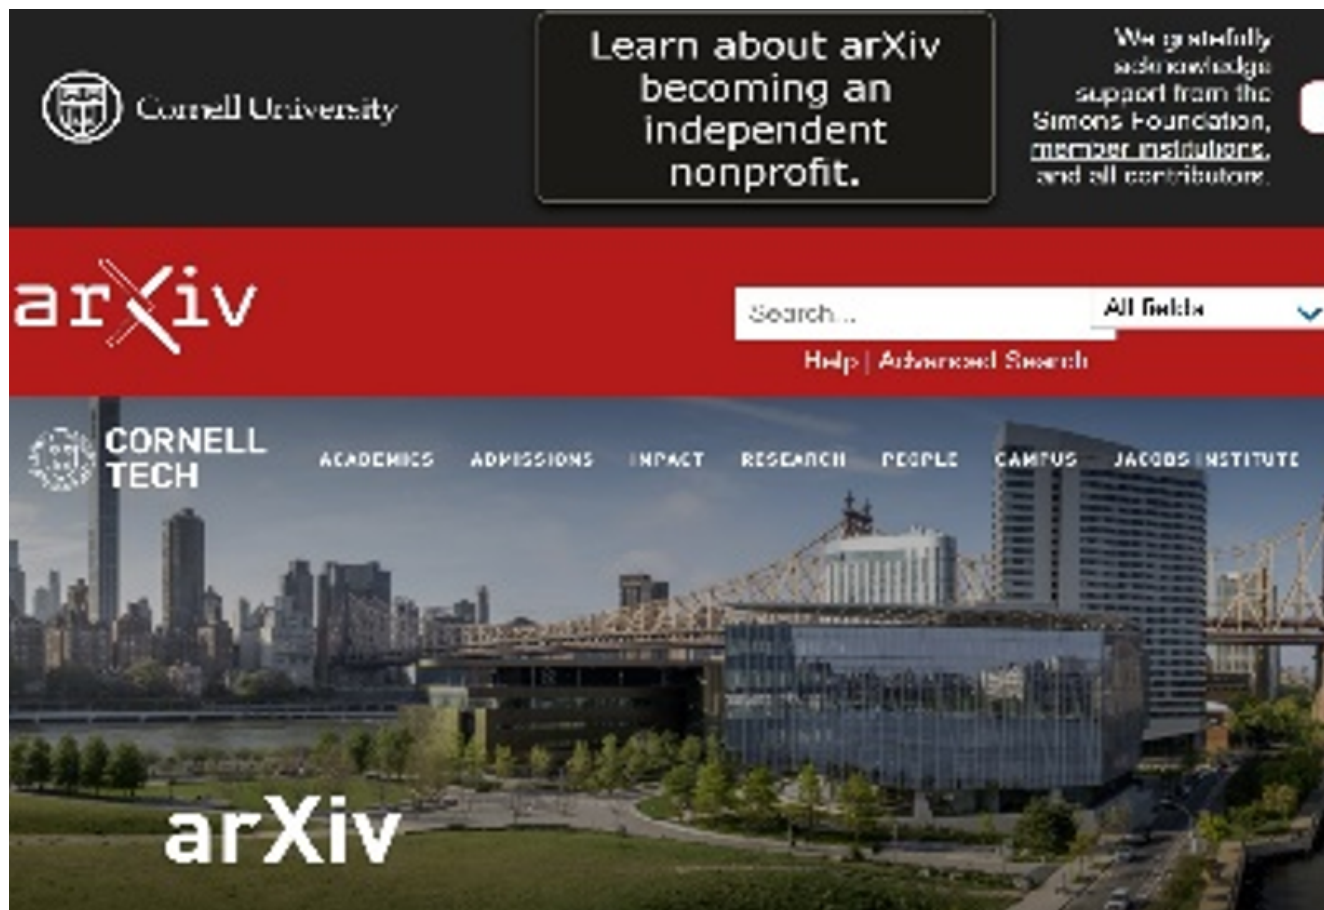 Cornell University
Learn about arXiv
becoming an
independent
nonprofit.
We gratefully
acknowledge
support from the
Simons Foundation,
member institutions,
and all contributors.
arXiv
Search...
All fields
Help | Advanced Search
CORNELL
TECH
ACADEMICS ADMISSIONS IMPACT RESEARCH PEOPLE CAMPUS JACOBS INSTITUTE
arXiv